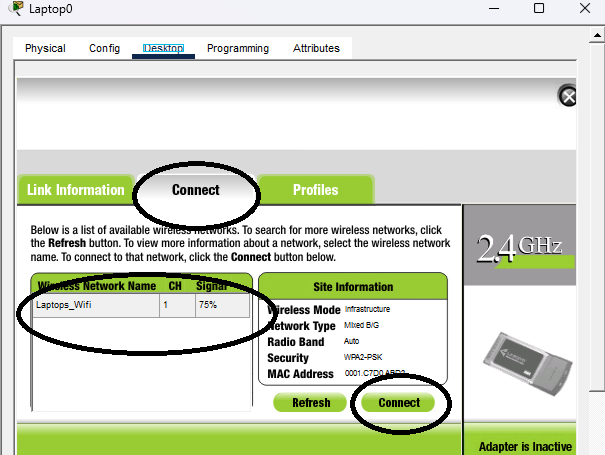 Laptop0
Physical Config Desktop Programming Attributes
Link Information Connect Profiles
Below is a list of available wireless networks. To search for more wireless networks, click
the Refresh button. To view more information about a network, select the wireless network
name. To connect to that network, click the Connect button below.
2.4GHz
Wireless Network Name CH Signal
Laptops_Wifi 1 75%
Site Information
Wireless Mode Infrastructure
Network Type Mixed B/G
Radio Band Auto
Security WPA2-PSK
MAC Address 0001.C7D0
Refresh Connect
Adapter is Inactive